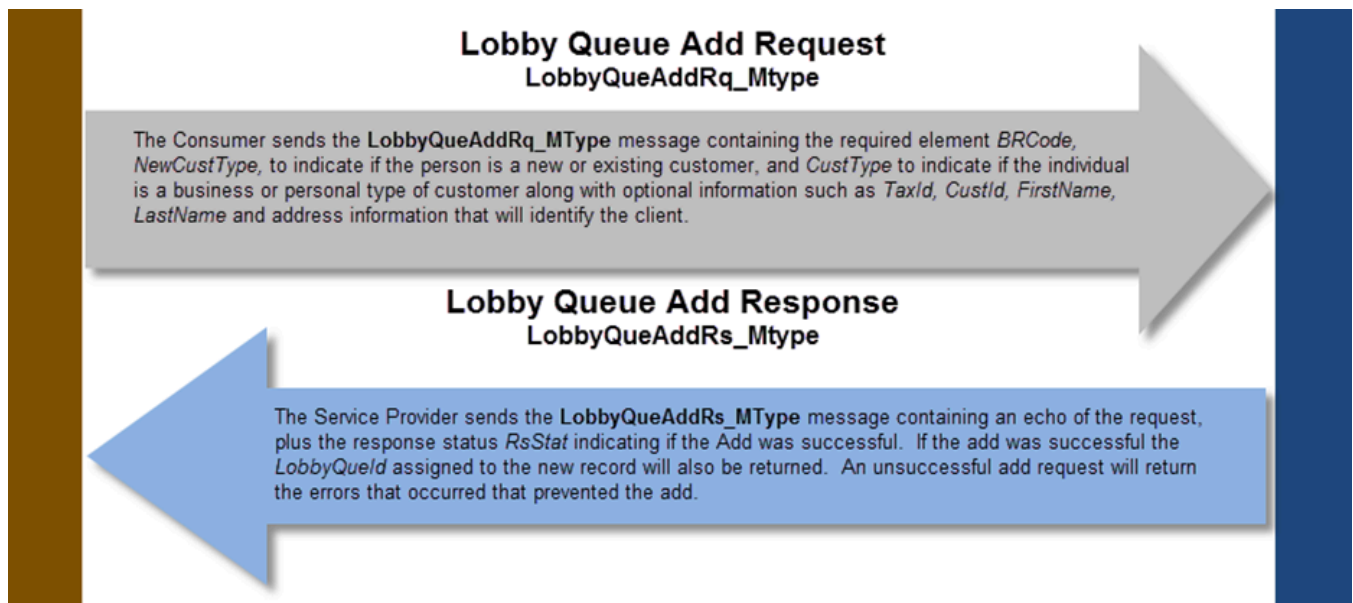 Lobby Queue Add Request
LobbyQueAddRq_Mtype
The Consumer sends the LobbyQueAddRq_MType message containing the required element BRCode,
NewCustType, to indicate if the person is a new or existing customer, and CustType to indicate if the individual
is a business or personal type of customer along with optional information such as TaxId, CustId, FirstName,
LastName and address information that will identify the client.
Lobby Queue Add Response
LobbyQueAddRs_Mtype
The Service Provider sends the LobbyQueAddRs_MType message containing an echo of the request,
plus the response status RsStat indicating if the Add was successful.  If the add was successful the
LobbyQueId assigned to the new record will also be returned.  An unsuccessful add request will return
the errors that occurred that prevented the add.